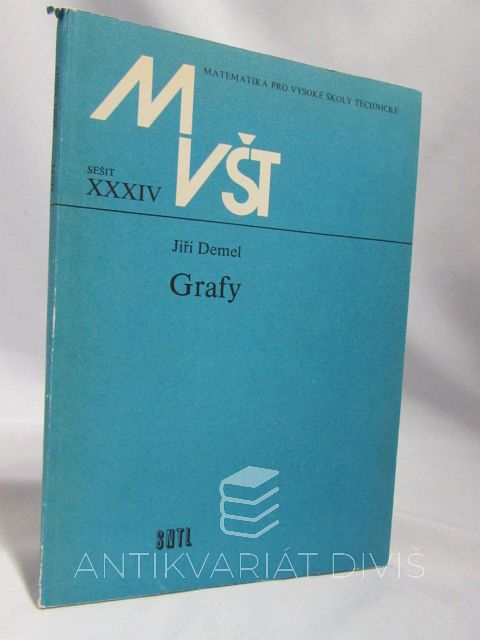 MATEMATIKA PRO VYSOKÉ ŠKOLY TECHNICKÉ
M
VŠT
SEŠIT
XXXIV
Jiří Demel
Grafy
SNTL
ANTIKVARIÁT DIVIŠ